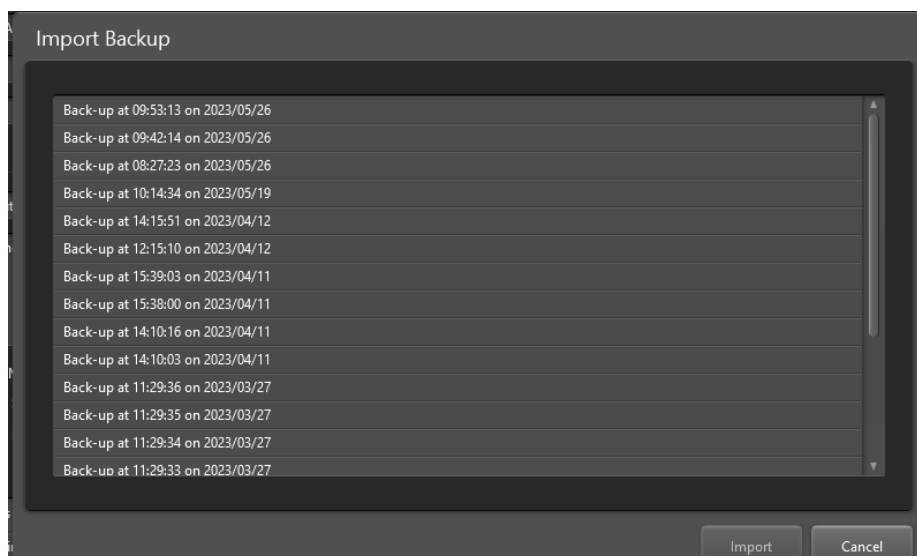 Import Backup
Back-up at 09:53:13 on 2023/05/26
Back-up at 09:42:14 on 2023/05/26
Back-up at 08:27:23 on 2023/05/26
Back-up at 10:14:34 on 2023/05/19
Back-up at 14:15:51 on 2023/04/12
Back-up at 12:15:10 on 2023/04/12
Back-up at 15:39:03 on 2023/04/11
Back-up at 15:38:00 on 2023/04/11
Back-up at 14:10:16 on 2023/04/11
Back-up at 14:10:03 on 2023/04/11
Back-up at 11:29:36 on 2023/03/27
Back-up at 11:29:35 on 2023/03/27
Back-up at 11:29:34 on 2023/03/27
Back-up at 11:29:33 on 2023/03/27
Import Cancel